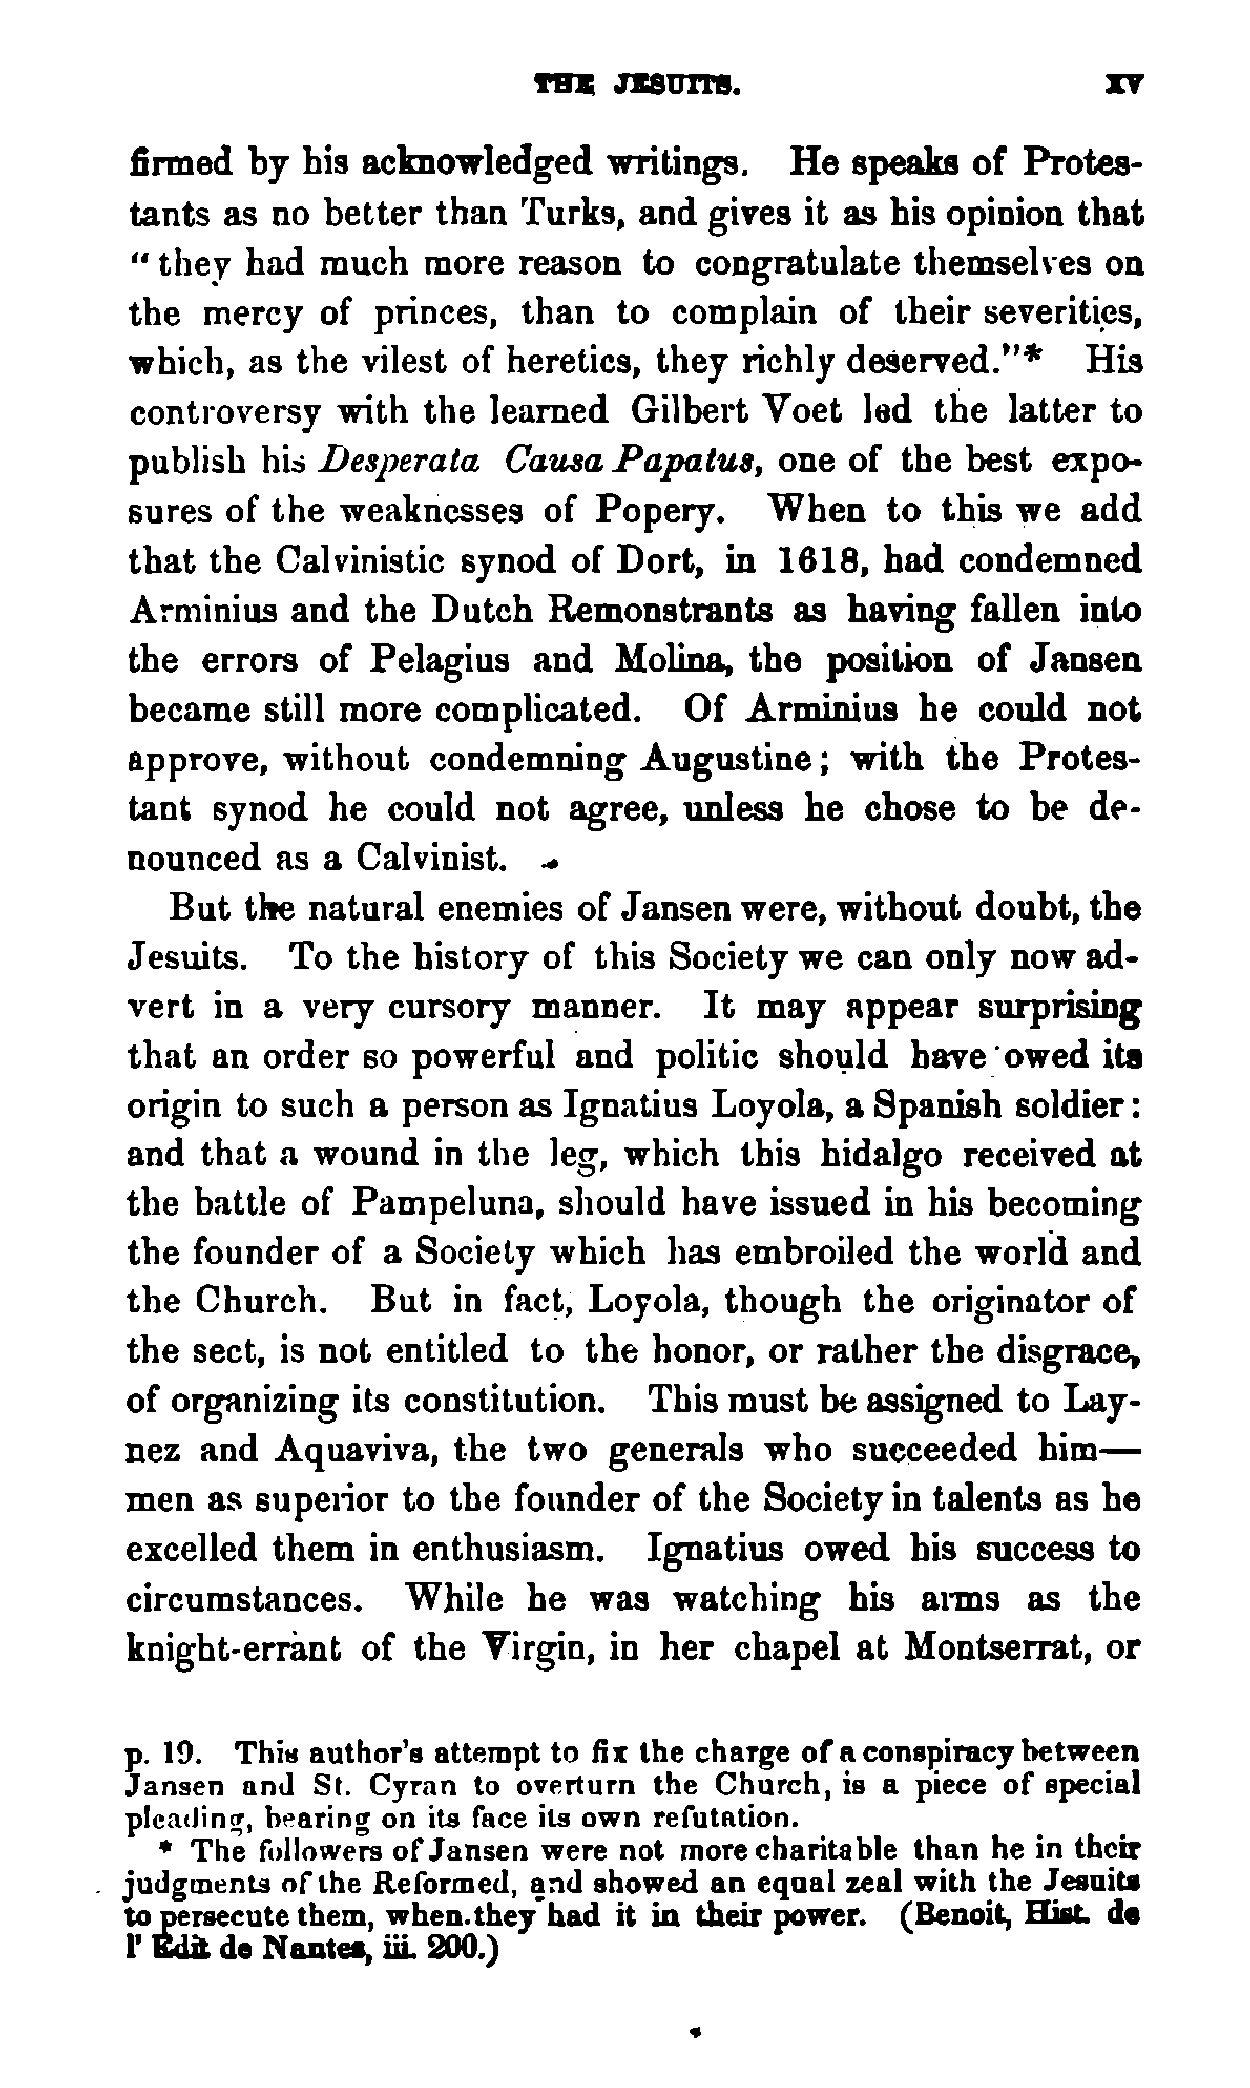 THE JESUITS. XV
firmed by his acknowledged writings. He speaks of Protes-
tants as no better than Turks, and gives it as his opinion that
"they had much more reason to congratulate themselves on
the mercy of princes, than to complain of their severities,
which, as the vilest of heretics, they richly deserved."* His
controversy with the learned Gilbert Voet led the latter to
publish his Desperata Causa Papatus, one of the best expo-
sures of the weaknesses of Popery. When to this we add
that the Calvinistic synod of Dort, in 1618, had condemned
Arminius and the Dutch Remonstrants as having fallen into
the errors of Pelagius and Molina, the position of Jansen
became still more complicated. Of Arminius he could not
approve, without condemning Augustine; with the Protes-
tant synod he could not agree, unless he chose to be de-
nounced as a Calvinist.
But the natural enemies of Jansen were, without doubt, the
Jesuits. To the history of this Society we can only now ad-
vert in a very cursory manner. It may appear surprising
that an order so powerful and politic should have owed its
origin to such a person as Ignatius Loyola, a Spanish soldier:
and that a wound in the leg, which this hidalgo received at
the battle of Pampeluna, should have issued in his becoming
the founder of a Society which has embroiled the world and
the Church. But in fact, Loyola, though the originator of
the sect, is not entitled to the honor, or rather the disgrace,
of organizing its constitution. This must be assigned to Lay-
nez and Aquaviva, the two generals who succeeded him—
men as superior to the founder of the Society in talents as he
excelled them in enthusiasm. Ignatius owed his success to
circumstances. While he was watching his arms as the
knight-errant of the Virgin, in her chapel at Montserrat, or
p. 19. This author's attempt to fix the charge of a conspiracy between
Jansen and St. Cyran to overturn the Church, is a piece of special
pleading, bearing on its face its own refutation.
* The followers of Jansen were not more charitable than he in their
judgments of the Reformed, and showed an equal zeal with the Jesuits
to persecute them, when they had it in their power. (Benoit, Hist. de
l' Edit de Nantes, iii. 200.)